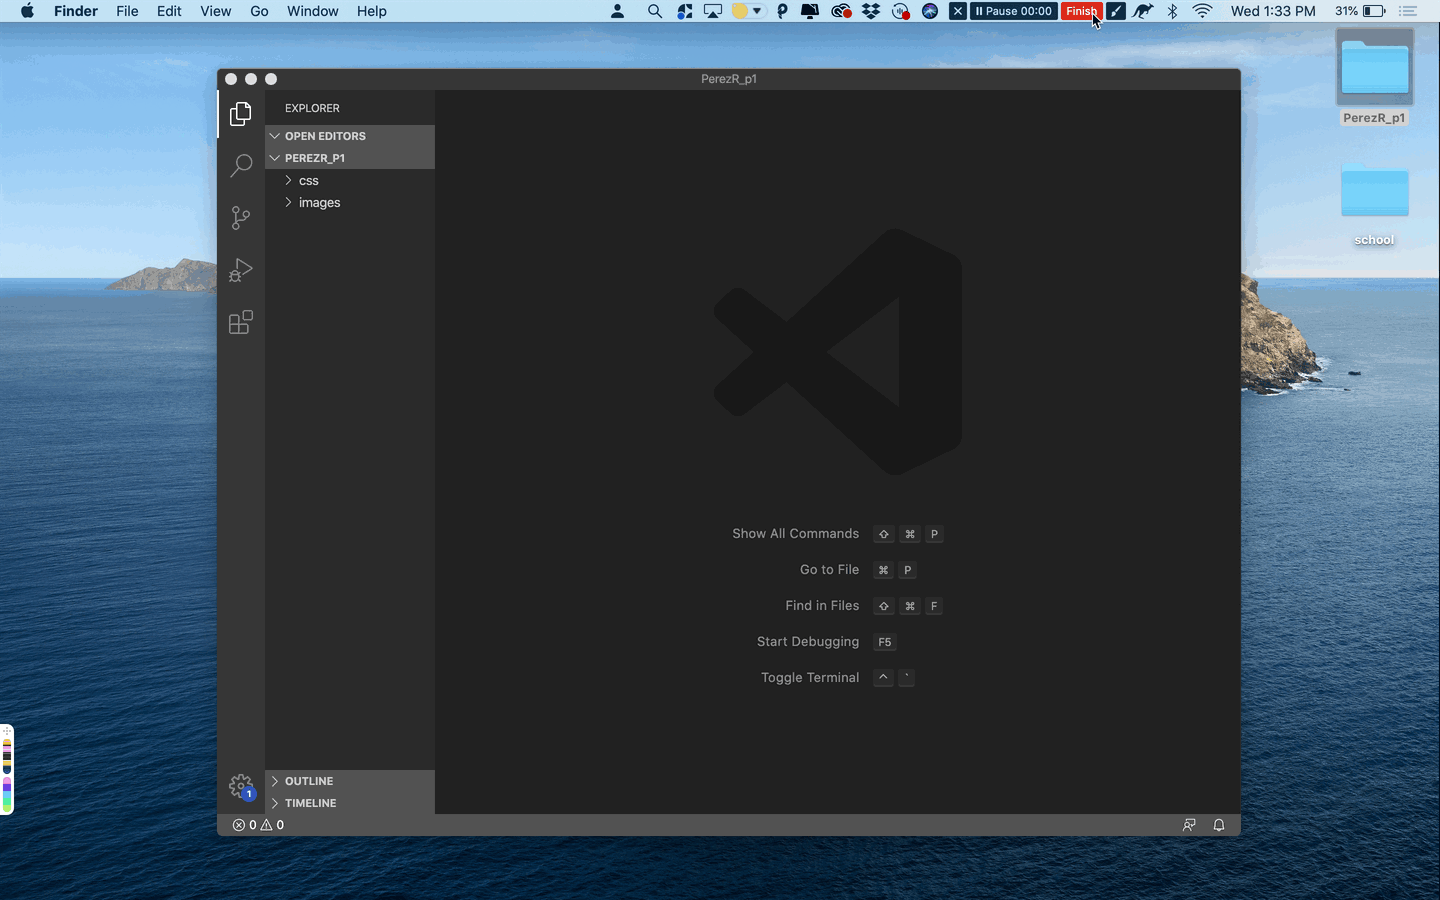 Finder File Edit View Go Window Help Pause 00:00 Finish Wed 1:33 PM 31%
PerezR_p1
PerezR_p1
school
EXPLORER
OPEN EDITORS
PEREZR_P1
css
images
Show All Commands ⇧ ⌘ P
Go to File ⌘ P
Find in Files ⇧ ⌘ F
Start Debugging F5
Toggle Terminal ^ `
OUTLINE
TIMELINE
1
0 0